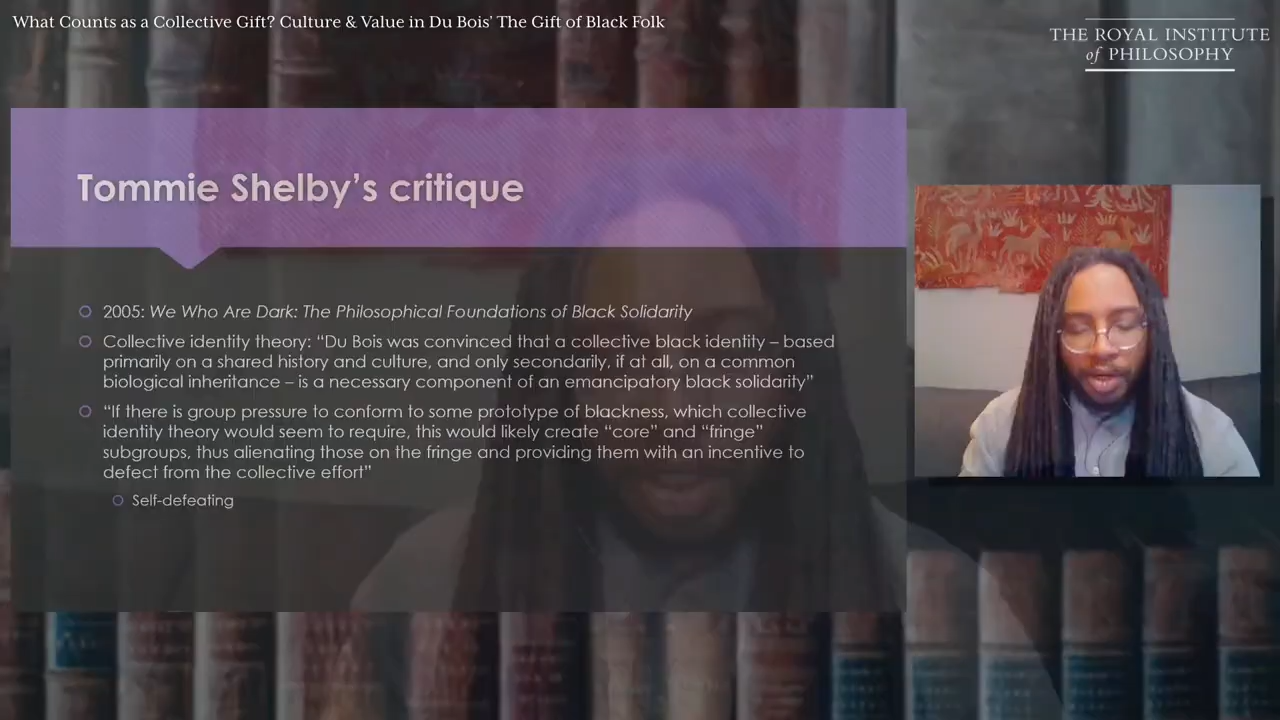 What Counts as a Collective Gift? Culture & Value in Du Bois' The Gift of Black Folk
THE ROYAL INSTITUTE
of PHILOSOPHY
Tommie Shelby’s critique
2005: We Who Are Dark: The Philosophical Foundations of Black Solidarity
Collective identity theory: “Du Bois was convinced that a collective black identity – based
primarily on a shared history and culture, and only secondarily, if at all, on a common
biological inheritance – is a necessary component of an emancipatory black solidarity”
“If there is group pressure to conform to some prototype of blackness, which collective
identity theory would seem to require, this would likely create “core” and “fringe”
subgroups, thus alienating those on the fringe and providing them with an incentive to
defect from the collective effort”
Self-defeating